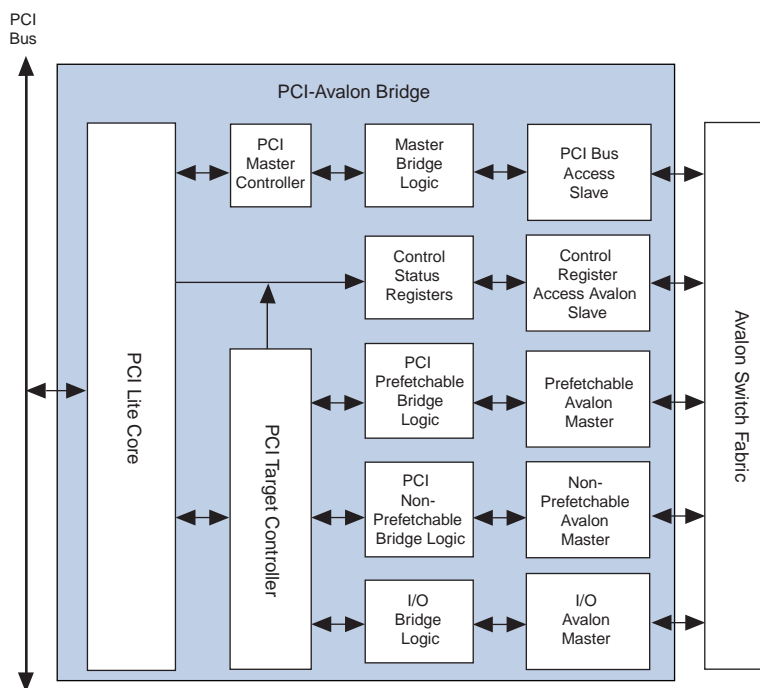 PCI
Bus
PCI-Avalon Bridge
PCI Lite Core
PCI
Master
Controller
Master
Bridge
Logic
PCI Bus
Access
Slave
Control
Status
Registers
Control
Register
Access Avalon
Slave
PCI Target Controller
PCI
Prefetchable
Bridge
Logic
Prefetchable
Avalon
Master
PCI
Non-
Prefetchable
Bridge Logic
Non-
Prefetchable
Avalon
Master
I/O
Bridge
Logic
I/O
Avalon
Master
Avalon Switch Fabric